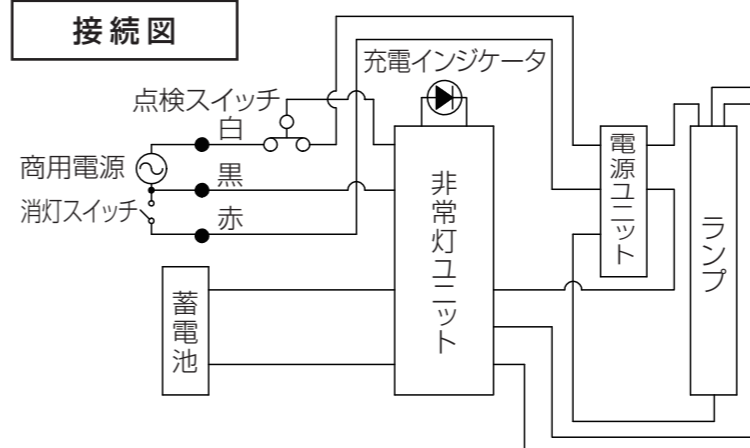 接続図
充電インジケータ
点検スイッチ
白
商用電源
黒
消灯スイッチ
赤
蓄電池
非常灯ユニット
電源ユニット
ランプ